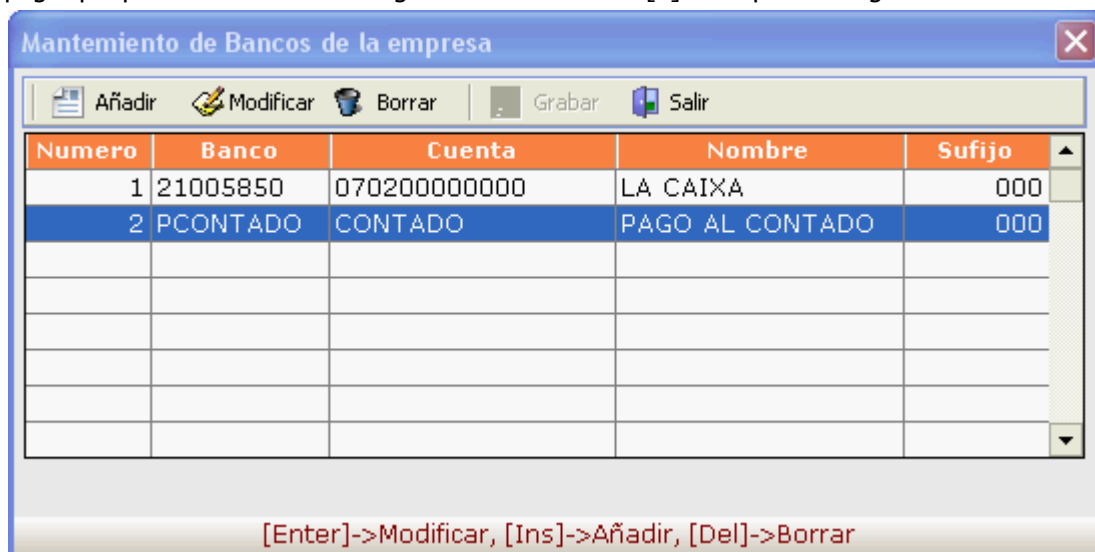 Mantemiento de Bancos de la empresa
Añadir Modificar Borrar Grabar Salir
Numero Banco Cuenta Nombre Sufijo
1 21005850 070200000000 LA CAIXA 000
2 PCONTADO CONTADO PAGO AL CONTADO 000
[Enter]->Modificar, [Ins]->Añadir, [Del]->Borrar